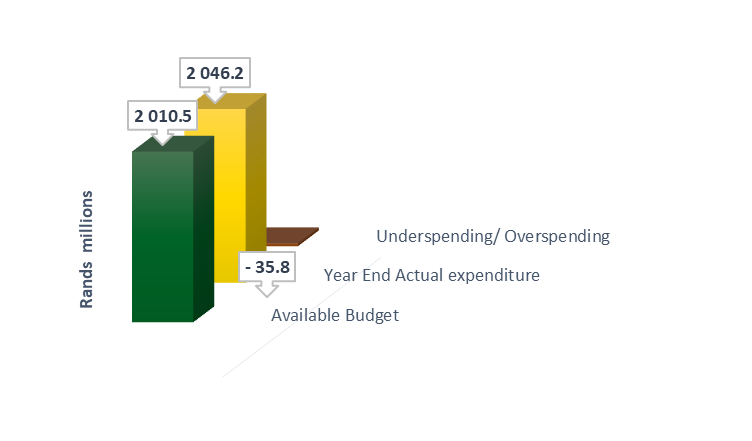 2 046.2
2 010.5
Rands millions
Underspending/ Overspending
- 35.8
Year End Actual expenditure
Available Budget